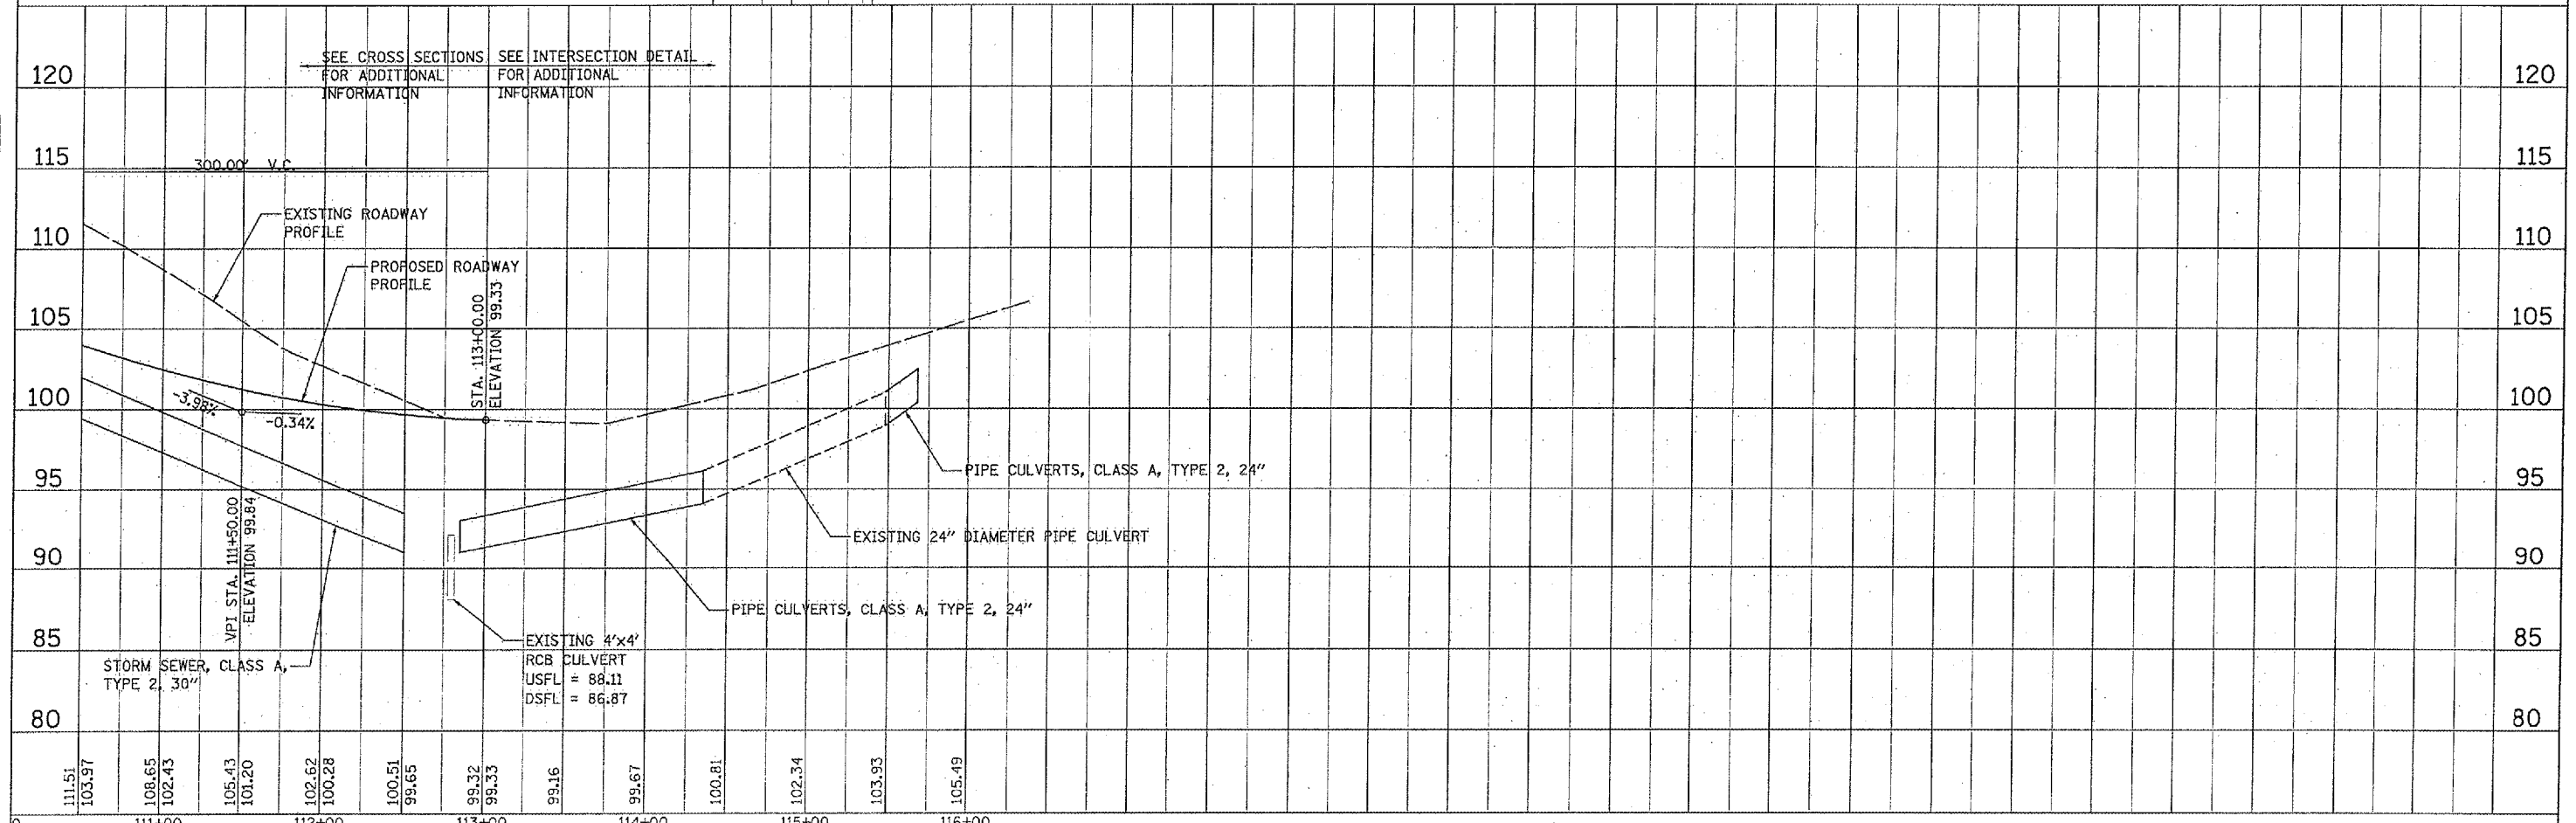 SEE CROSS SECTIONS
FOR ADDITIONAL
INFORMATION
SEE INTERSECTION DETAIL
FOR ADDITIONAL
INFORMATION
120
120
115
115
300.00' V.C.
EXISTING ROADWAY
PROFILE
110
110
PROPOSED ROADWAY
PROFILE
STA. 113+00.00
ELEVATION 99.33
105
105
100
100
-3.98%
-0.34%
PIPE CULVERTS, CLASS A, TYPE 2, 24"
95
95
VPI STA. 111+50.00
ELEVATION 99.84
EXISTING 24" DIAMETER PIPE CULVERT
90
90
PIPE CULVERTS, CLASS A, TYPE 2, 24"
EXISTING 4'x4'
RCB CULVERT
USFL = 88.11
DSFL = 86.87
85
85
STORM SEWER, CLASS A,
TYPE 2, 30"
80
80
111.51
103.97
108.65
102.43
105.43
101.20
102.62
100.28
100.51
99.65
99.32
99.33
99.16
99.67
100.81
102.34
103.93
105.49
111+00
112+00
113+00
114+00
115+00
116+00